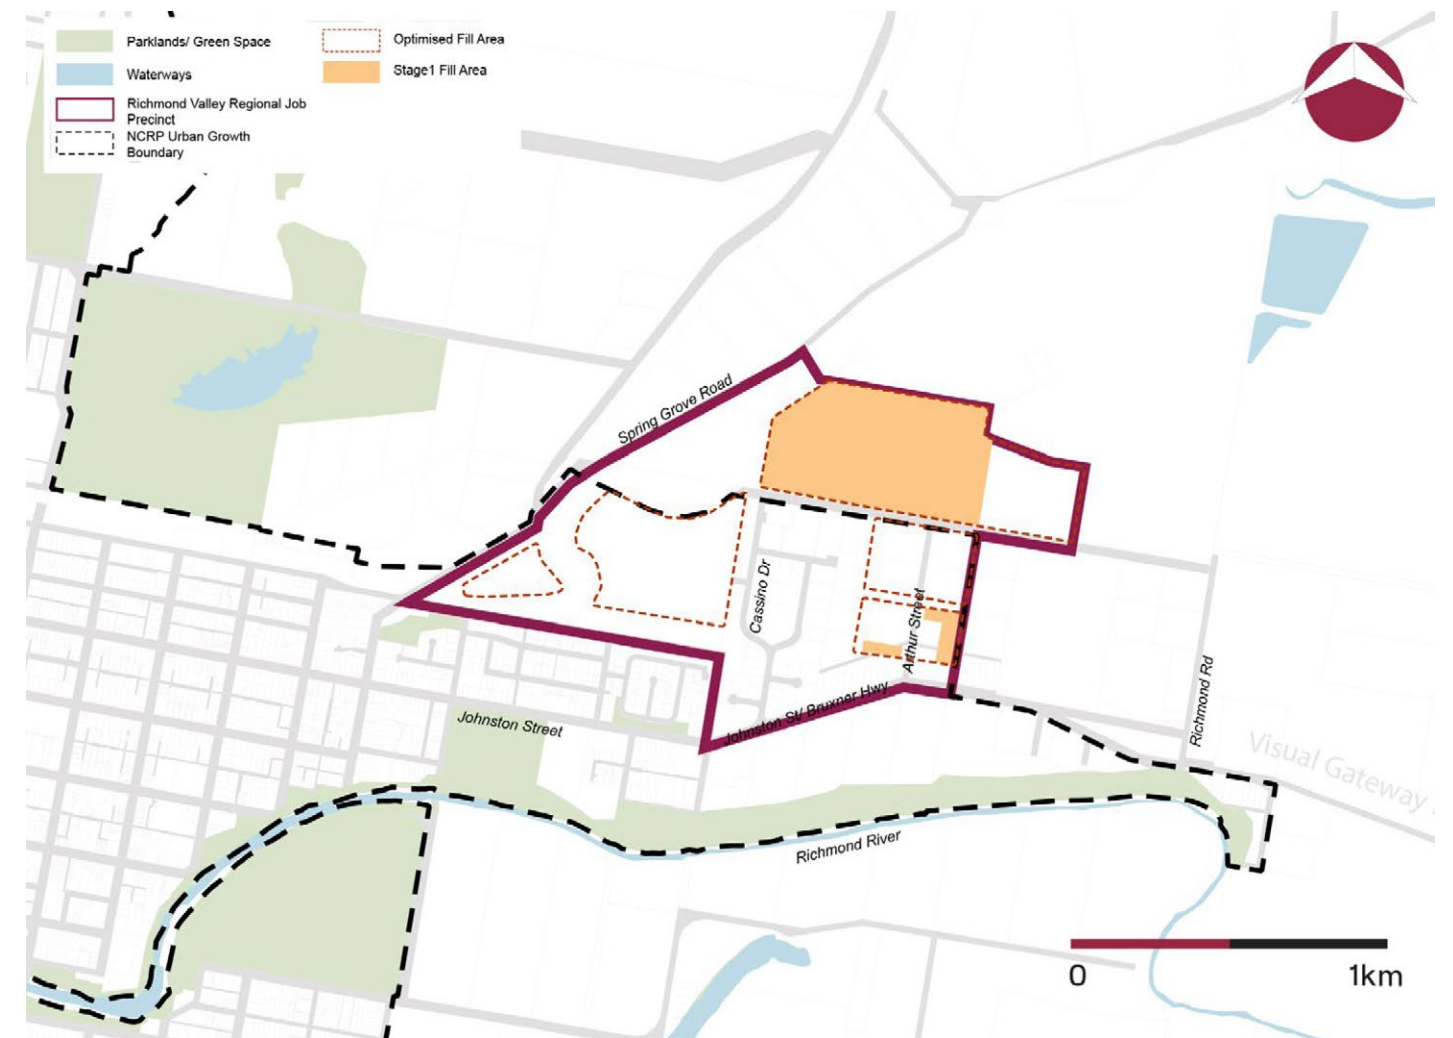 Parklands/ Green Space
Waterways
Richmond Valley Regional Job
Precinct
NCRP Urban Growth
Boundary
Optimised Fill Area
Stage1 Fill Area
Spring Grove Road
Cassino Dr
Arthur Street
Johnston St/ Bruxner Hwy
Johnston Street
Richmond Rd
Visual Gateway
Richmond River
0
1km